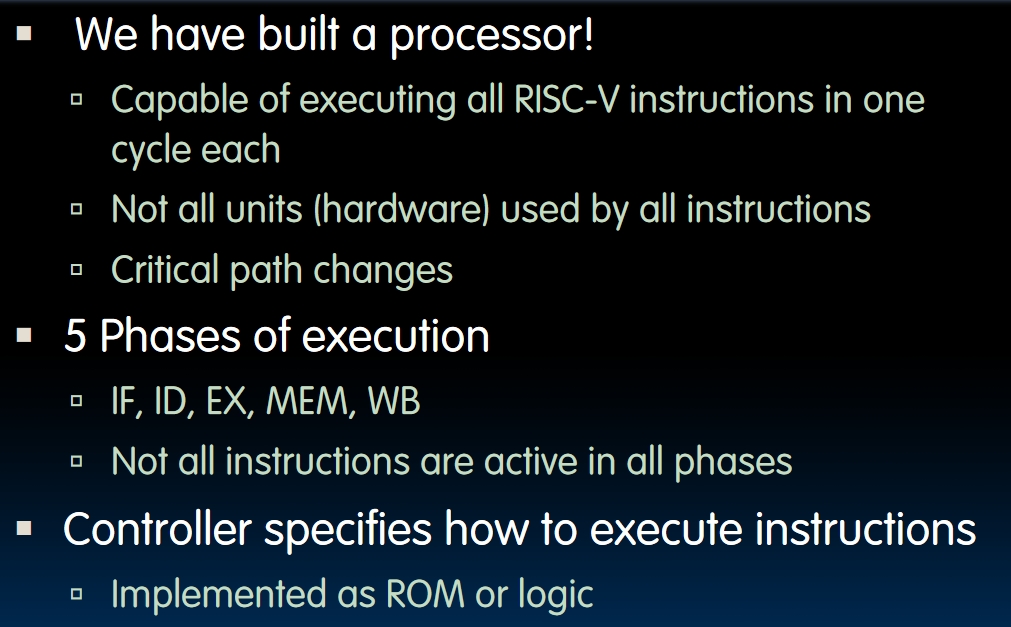 We have built a processor!
Capable of executing all RISC-V instructions in one
cycle each
Not all units (hardware) used by all instructions
Critical path changes
5 Phases of execution
IF, ID, EX, MEM, WB
Not all instructions are active in all phases
Controller specifies how to execute instructions
Implemented as ROM or logic